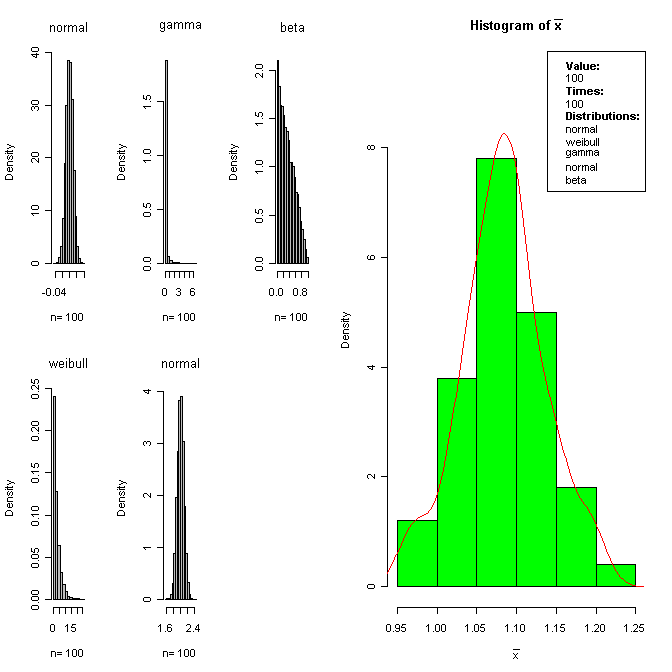 normal
Density
0
10
20
30
40
-0.04
n= 100
gamma
Density
0.0
0.5
1.0
1.5
0 3 6
n= 100
beta
Density
0.0
0.5
1.0
1.5
2.0
0.0 0.8
n= 100
weibull
Density
0.00
0.05
0.10
0.15
0.20
0.25
0 15
n= 100
normal
Density
0
1
2
3
4
1.6 2.4
n= 100
Histogram of x̅
Value:
100
Times:
100
Distributions:
normal
weibull
gamma
normal
beta
Density
0
2
4
6
8
0.95 1.00 1.05 1.10 1.15 1.20 1.25
x̅